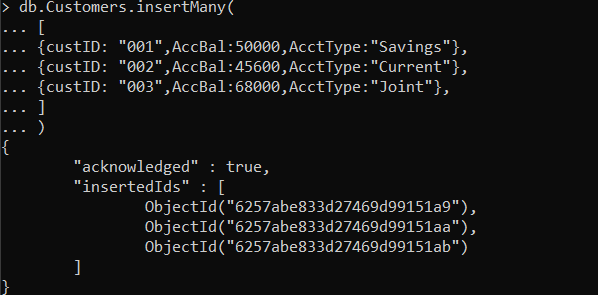 > db.Customers.insertMany(
... [
... {custID: "001",AccBal:50000,AcctType:"Savings"},
... {custID: "002",AccBal:45600,AcctType:"Current"},
... {custID: "003",AccBal:68000,AcctType:"Joint"},
... ]
... )
{
        "acknowledged" : true,
        "insertedIds" : [
                ObjectId("6257abe833d27469d99151a9"),
                ObjectId("6257abe833d27469d99151aa"),
                ObjectId("6257abe833d27469d99151ab")
        ]
}